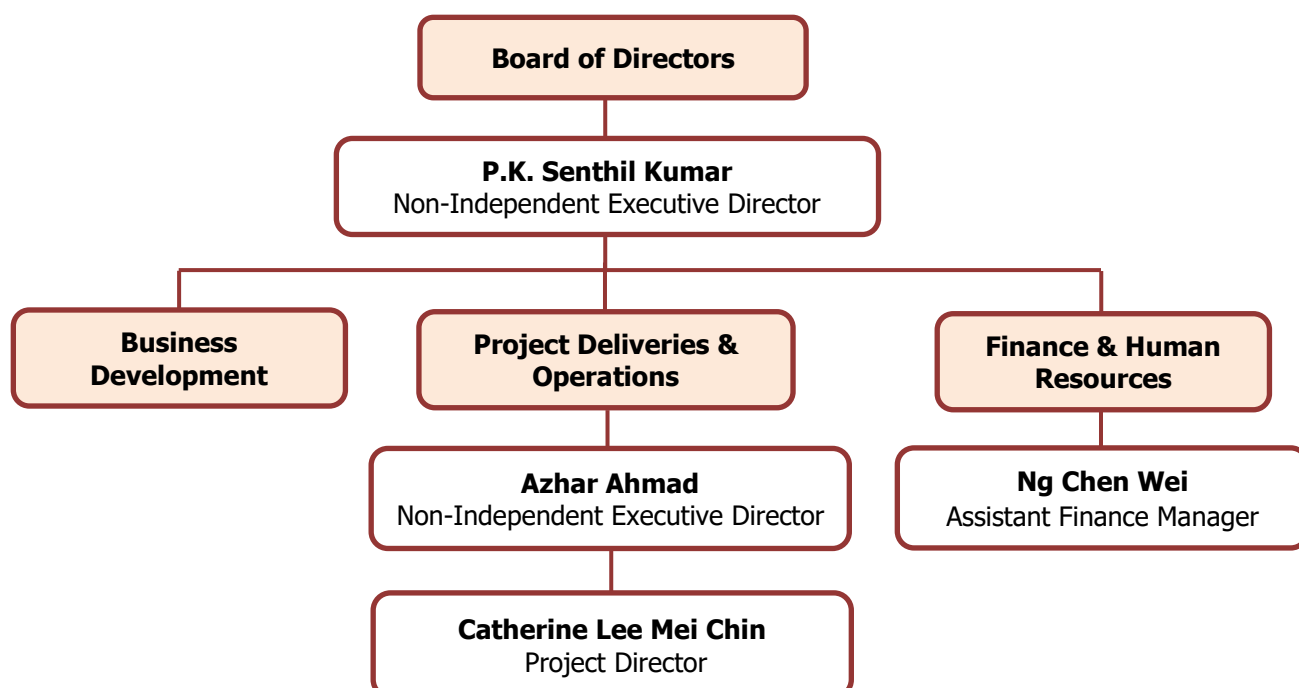 Board of Directors
P.K. Senthil Kumar
Non-Independent Executive Director
Business
Development
Project Deliveries &
Operations
Finance & Human
Resources
Azhar Ahmad
Non-Independent Executive Director
Ng Chen Wei
Assistant Finance Manager
Catherine Lee Mei Chin
Project Director